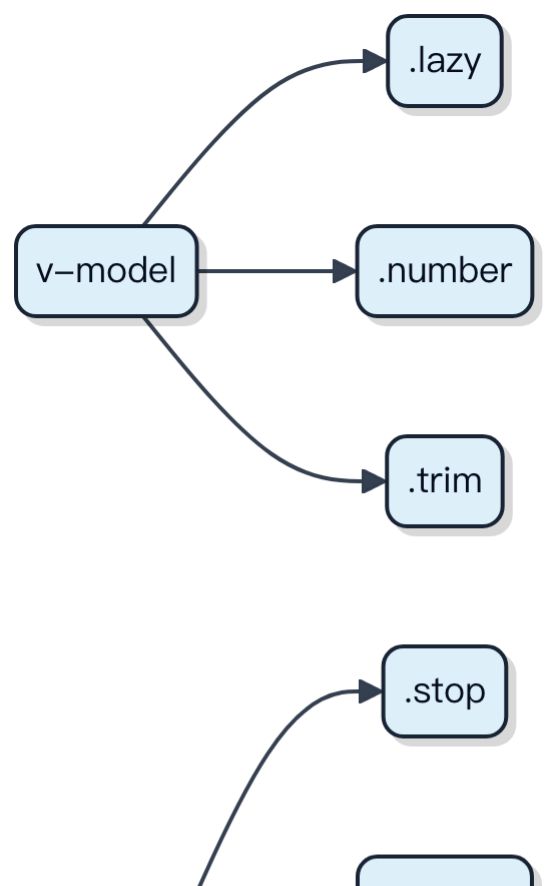 .lazy
v-model
.number
.trim
.stop